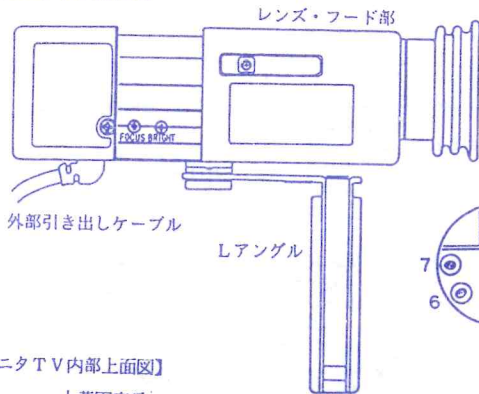 レンズ・フード部
FOCUS BRIGHT
外部引き出しケーブル
Lアングル
7
6
ニタTV内部上面図】